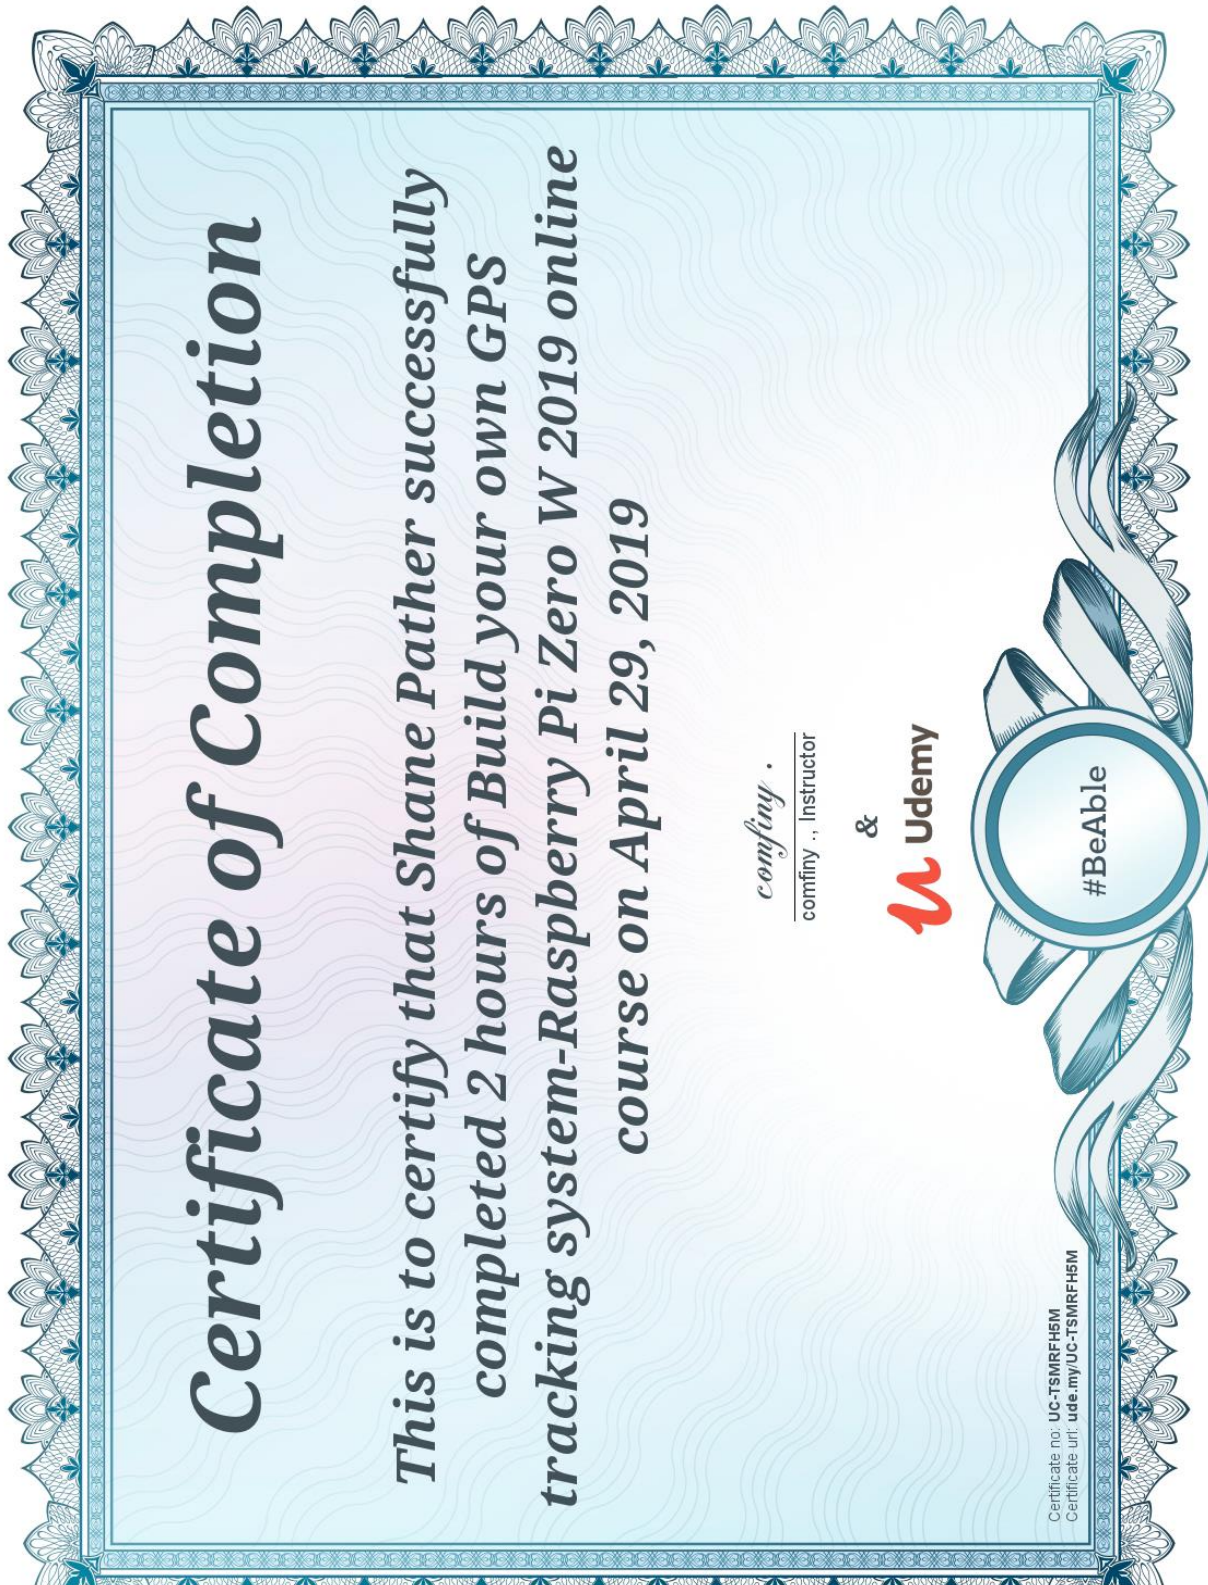 Certificate of Completion
This is to certify that Shane Pather successfully
completed 2 hours of Build your own GPS
tracking system-Raspberry Pi Zero W 2019 online
course on April 29, 2019
comfiny .
comfiny ., Instructor
&
Udemy
#BeAble
Certificate no: UC-TSMRFH5M
Certificate url: ude.my/UC-TSMRFH5M